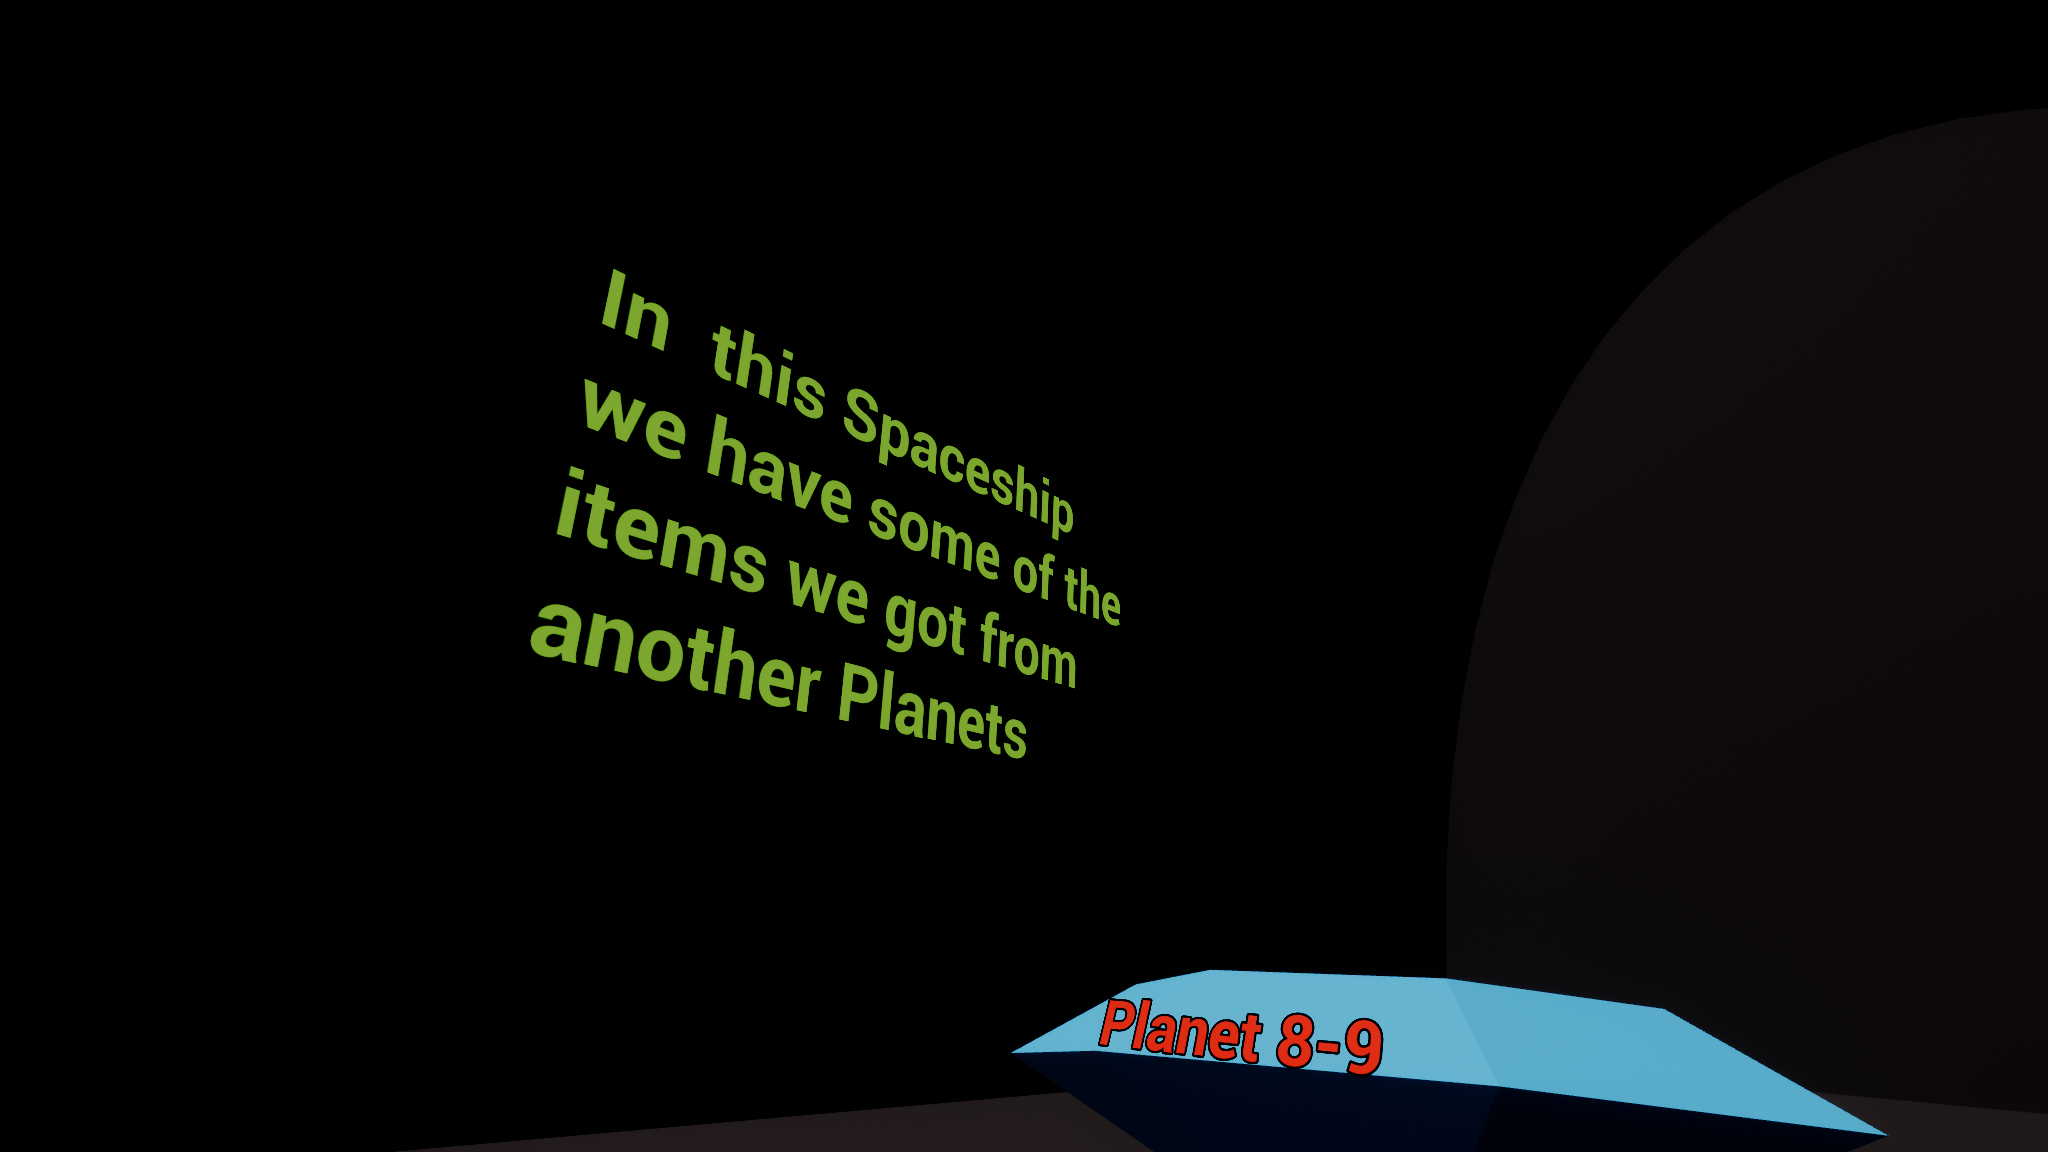 In this Spaceship
we have some of the
items we got from
another Planets
Planet 8-9